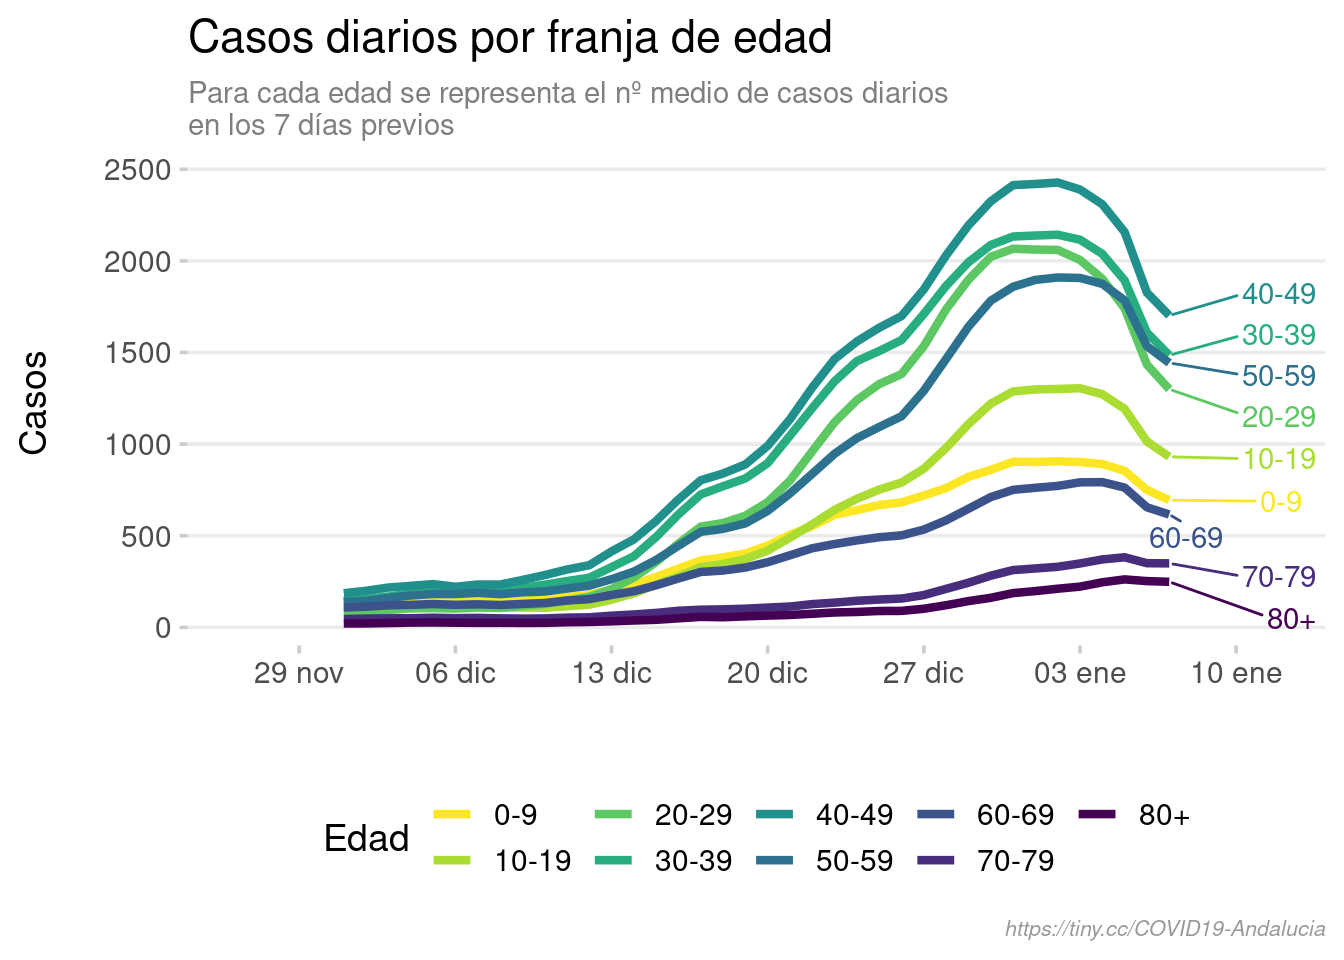 Casos diarios por franja de edad
Para cada edad se representa el nº medio de casos diarios
en los 7 días previos
Casos
2500
2000
1500
1000
500
0
40-49
30-39
50-59
20-29
10-19
0-9
60-69
70-79
80+
29 nov
06 dic
13 dic
20 dic
27 dic
03 ene
10 ene
Edad
0-9
20-29
40-49
60-69
80+
10-19
30-39
50-59
70-79
https://tiny.cc/COVID19-Andalucia